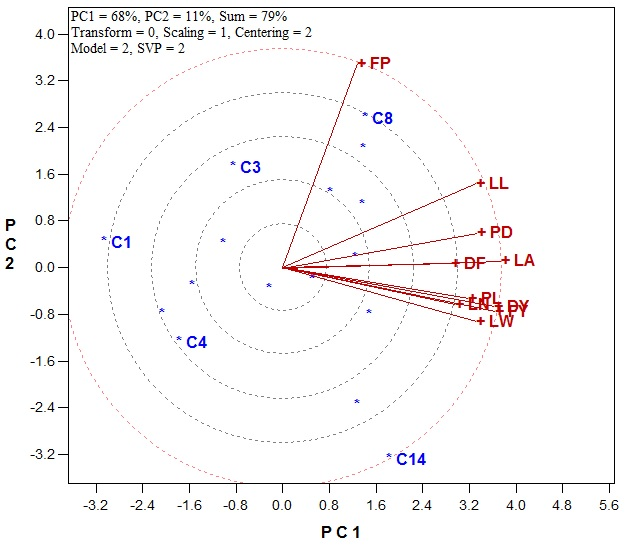 PC1 = 68%, PC2 = 11%, Sum = 79%
Transform = 0, Scaling = 1, Centering = 2
Model = 2, SVP = 2
4.0
3.2
2.4
1.6
0.8
0.0
-0.8
-1.6
-2.4
-3.2
P
C
2
FP
C8
C3
LL
PD
C1
LA
DF
PL
LN
DY
PY
LW
C4
C14
-3.2 -2.4 -1.6 -0.8 0.0 0.8 1.6 2.4 3.2 4.0 4.8 5.6
P C 1